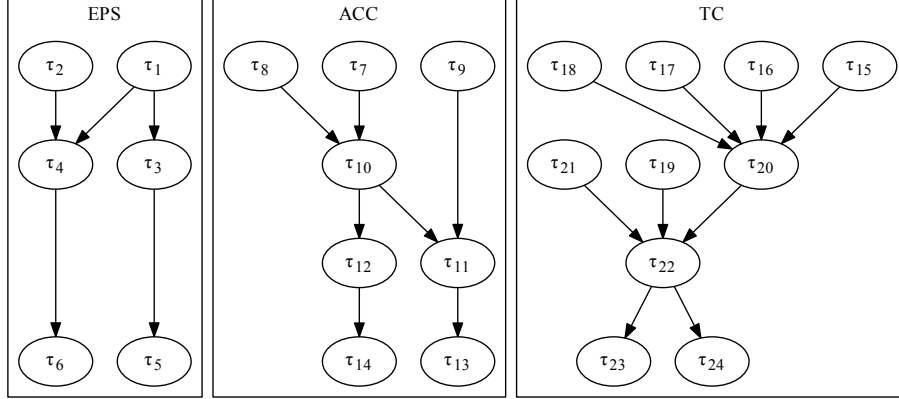 EPS ACC TC
τ2 τ1 τ8 τ7 τ9 τ18 τ17 τ16 τ15
τ4 τ3 τ10 τ21 τ19 τ20
τ12 τ11 τ22
τ6 τ5 τ14 τ13 τ23 τ24